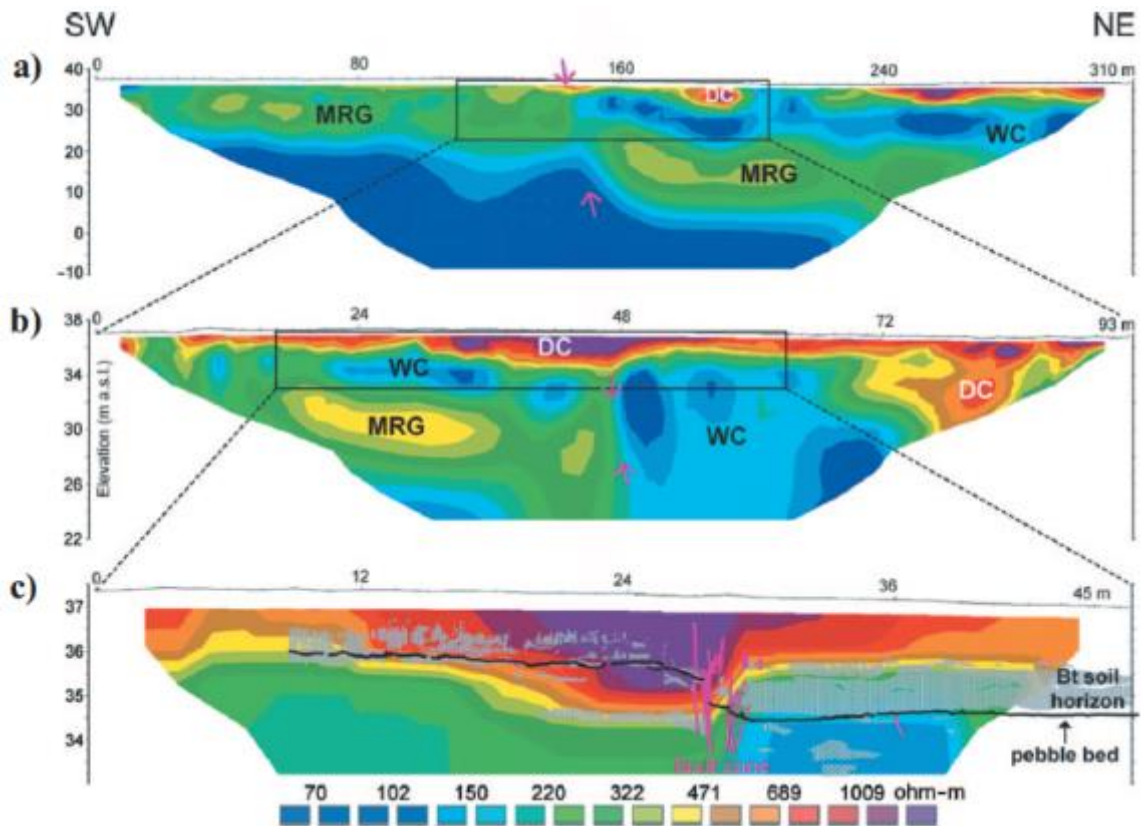 SW NE
a)
0 80 160 240 310 m
40
30
20
10
0
-10
MRG DC WC
MRG
b)
0 24 48 72 93 m
38
34
30
26
22
Elevation (m a.s.l.)
DC
WC DC
MRG WC
c)
0 12 24 36 45 m
37
36
35
34
Bt soil
horizon
pebble bed
fault zone
70 102 150 220 322 471 689 1009 ohm-m